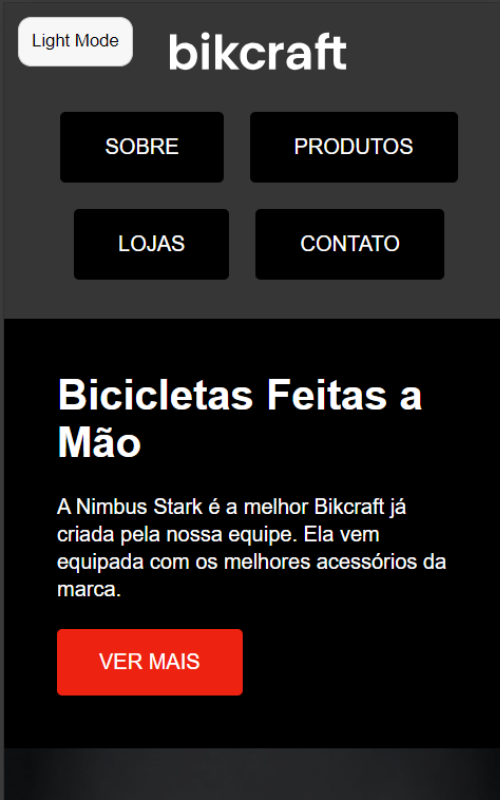 Light Mode
bikcraft
SOBRE
PRODUTOS
LOJAS
CONTATO
Bicicletas Feitas a
Mão
A Nimbus Stark é a melhor Bikcraft já
criada pela nossa equipe. Ela vem
equipada com os melhores acessórios da
marca.
VER MAIS